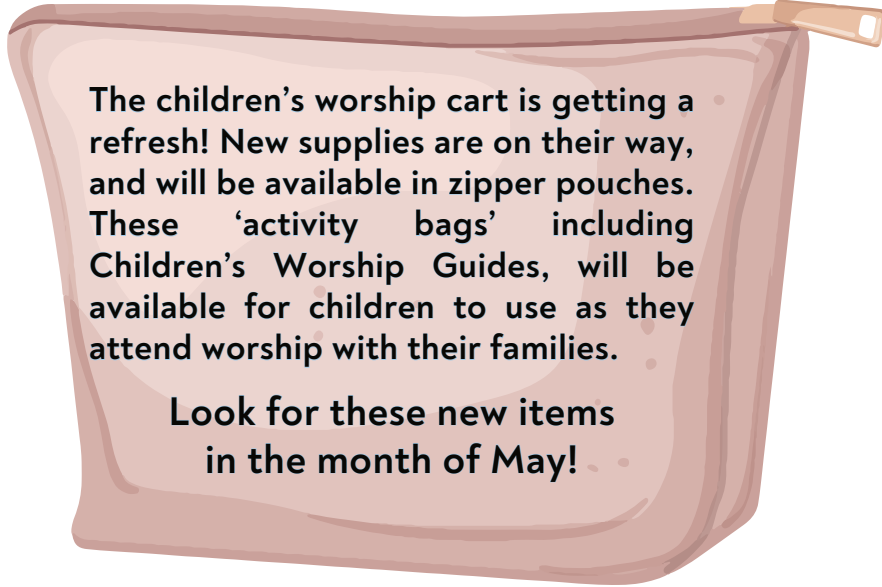 The children’s worship cart is getting a
refresh! New supplies are on their way,
and will be available in zipper pouches.
These ‘activity bags’ including
Children’s Worship Guides, will be
available for children to use as they
attend worship with their families.
Look for these new items
in the month of May!